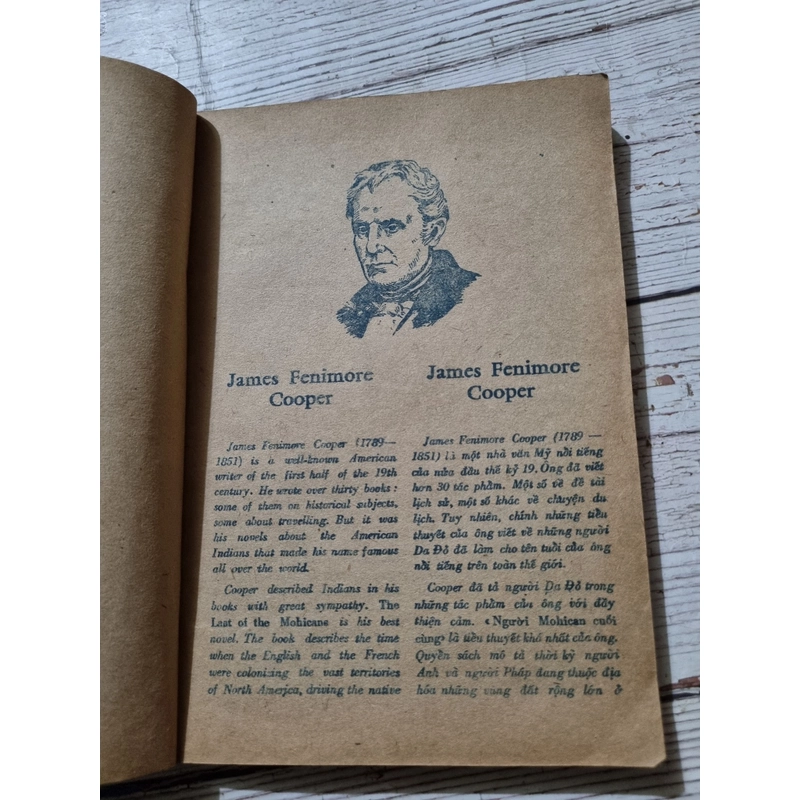 James Fenimore
Cooper
James Fenimore Cooper (1789—
1851) is a well-known American
writer of the first half of the 19th
century. He wrote over thirty books :
some of them on historical subjects,
some about travelling. But it was
his novels about the American
Indians that made his name famous
all over the world.
Cooper described Indians in his
books with great sympathy. The
Last of the Mohicans is his best
novel. The book describes the time
when the English and the French
were colonizing the vast territories
of North America, driving the native
James Fenimore
Cooper
James Fenimore Cooper (1789 —
1851) là một nhà văn Mỹ nồi tiếng
của nửa đầu thế kỷ 19. Ông đã viết
hơn 30 tác phầm. Một số về đề tài
lịch sử, một số khác về chuyện du
lịch. Tuy nhiên, chính những tiều
thuyết của ông viết về những người
Da Đỏ đã làm cho tên tuổi của ông
nồi tiếng trên toàn thế giới.
Cooper đã tả người Da Đỏ trong
những tác phầm của ông với đầy
thiện cảm. «Người Mohican cuối
cùng» là tiều thuyết khá nhất của ông.
Quyền sách mô tả thời kỳ người
Anh và người Pháp đang thuộc địa
hóa những vùng đất rộng lớn ở